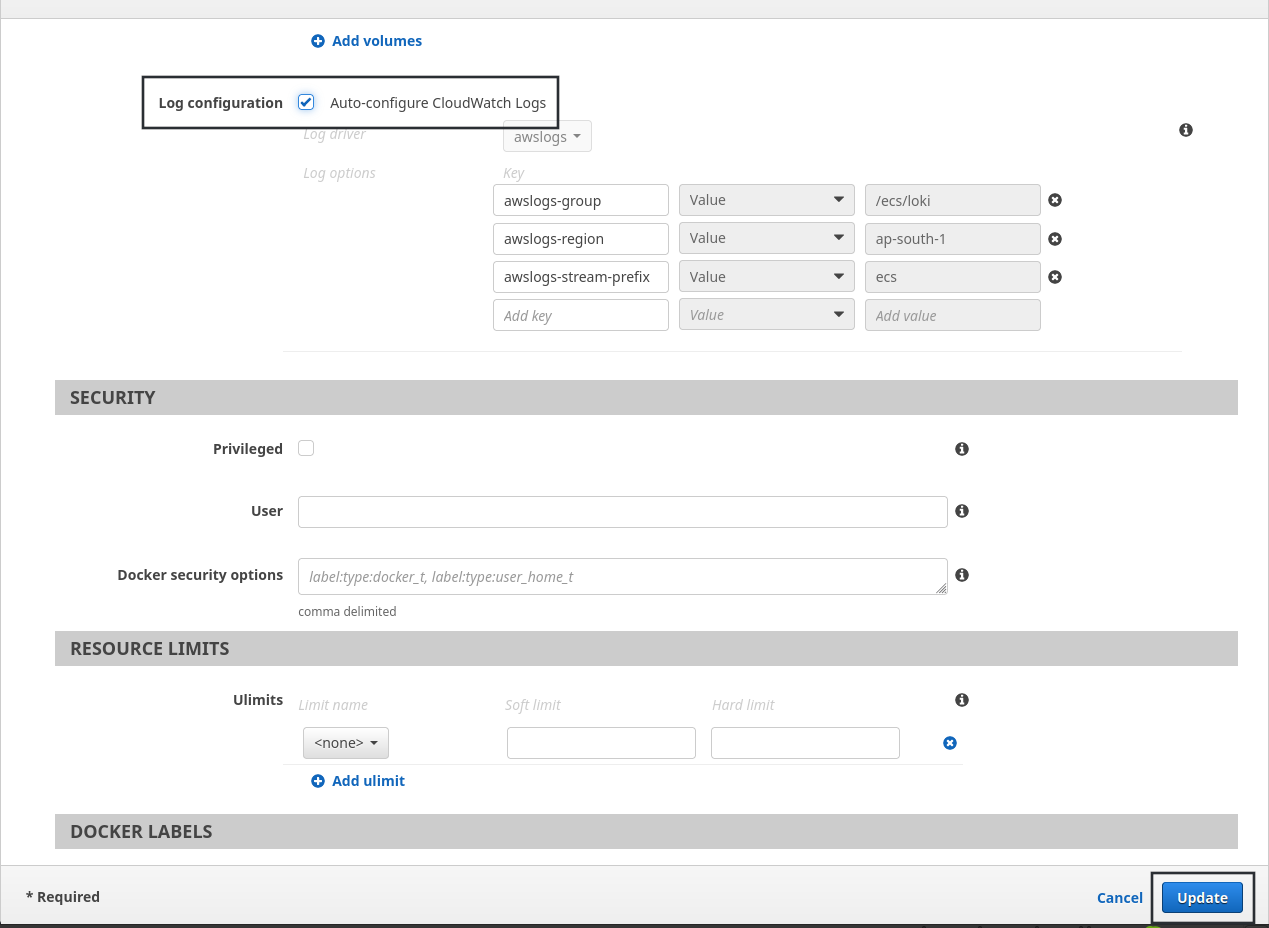 Add volumes
Log configuration Auto-configure CloudWatch Logs
Log driver awslogs
Log options Key
awslogs-group Value /ecs/loki
awslogs-region Value ap-south-1
awslogs-stream-prefix Value ecs
Add key Value Add value
SECURITY
Privileged
User
Docker security options label:type:docker_t, label:type:user_home_t
comma delimited
RESOURCE LIMITS
Ulimits Limit name Soft limit Hard limit
<none>
Add ulimit
DOCKER LABELS
* Required Cancel Update